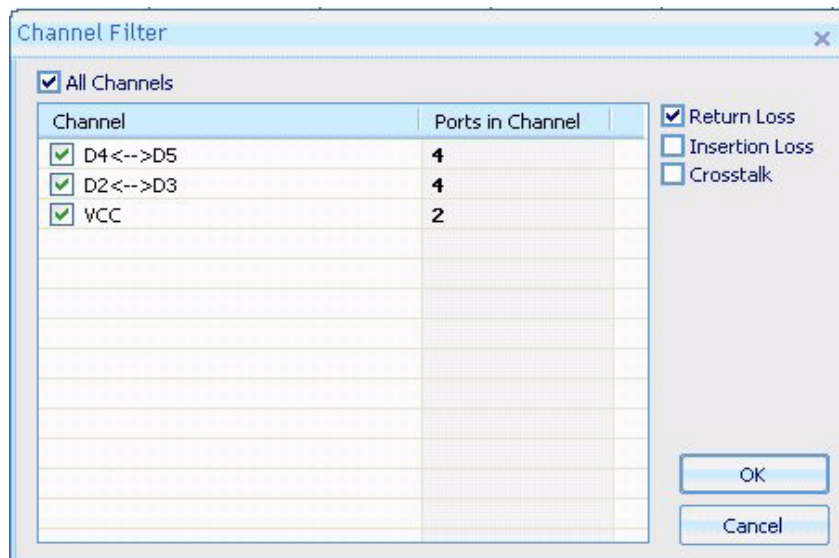 Channel Filter
All Channels
Channel Ports in Channel
D4<-->D5 4
D2<-->D3 4
VCC 2
Return Loss
Insertion Loss
Crosstalk
OK
Cancel